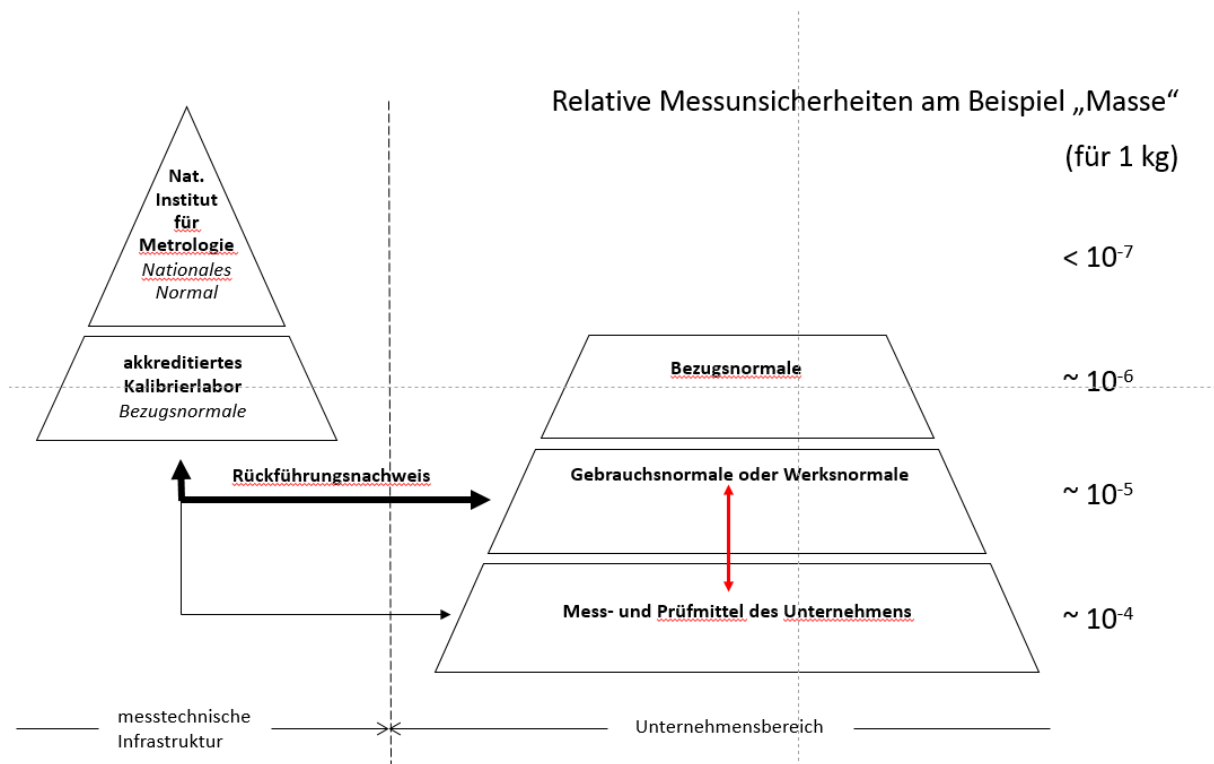 Relative Messunsicherheiten am Beispiel „Masse“
(für 1 kg)
Nat.
Institut
für
Metrologie
Nationales
Normal
< 10⁻⁷
akkreditiertes
Kalibrierlabor
Bezugsnormale
Bezugsnormale
~ 10⁻⁶
Rückführungsnachweis
Gebrauchsnormale oder Werksnormale
~ 10⁻⁵
Mess- und Prüfmittel des Unternehmens
~ 10⁻⁴
messtechnische
Infrastruktur
Unternehmensbereich